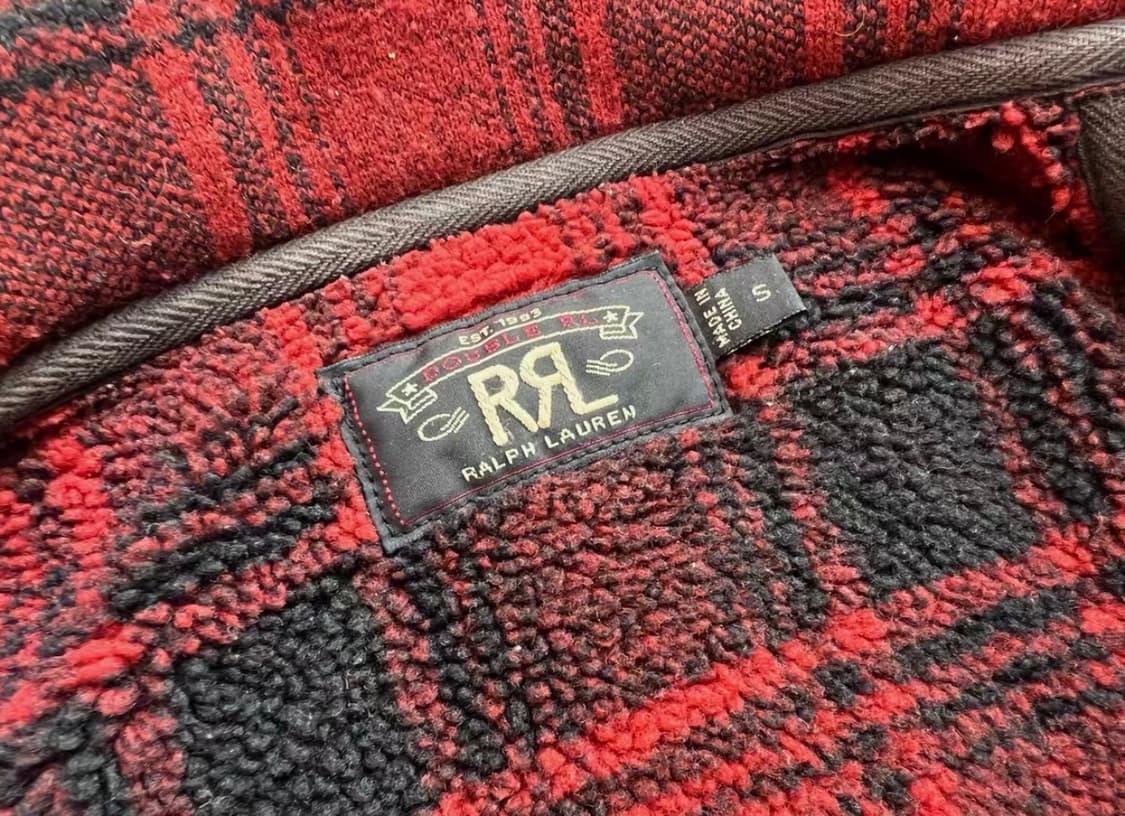 EST. 1993
DOUBLE RL
RRL
RALPH LAUREN
MADE IN
CHINA
S